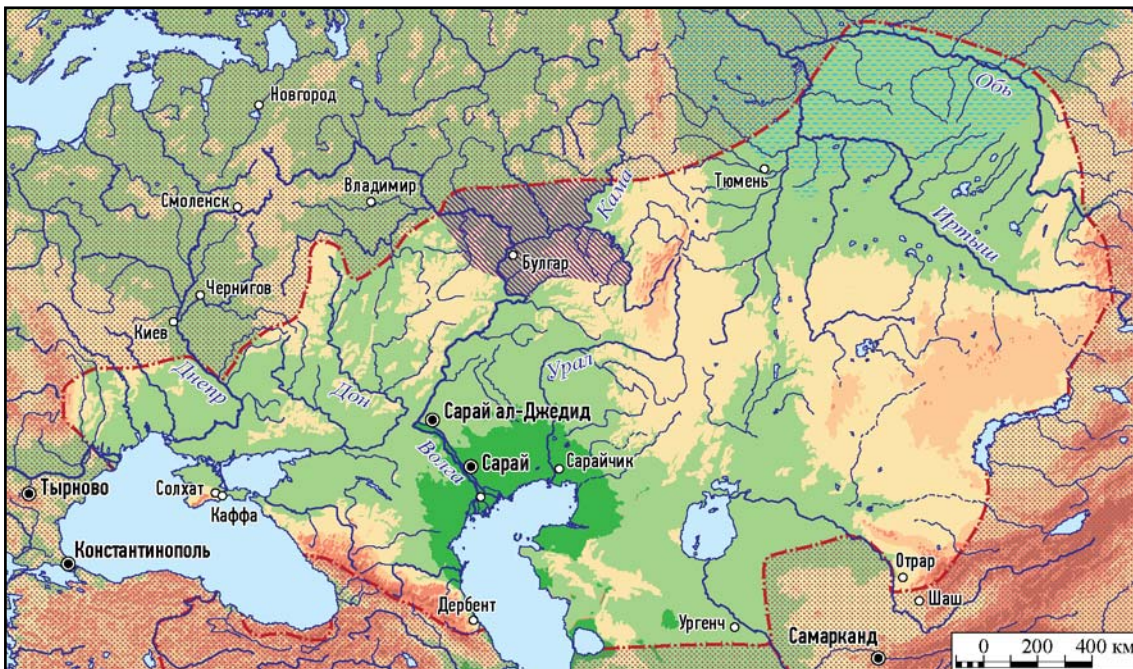 Новгород
Обь
Тюмень
Владимир
Кама
Смоленск
Иртыш
Булгар
Чернигов
Киев
Днепр
Дон
Урал
Сарай ал-Джедид
Волга
Сарай
Сарайчик
Тырново
Солхат
Каффа
Константинополь
Отрар
Шаш
Дербент
Ургенч
Самарканд
0 200 400 км